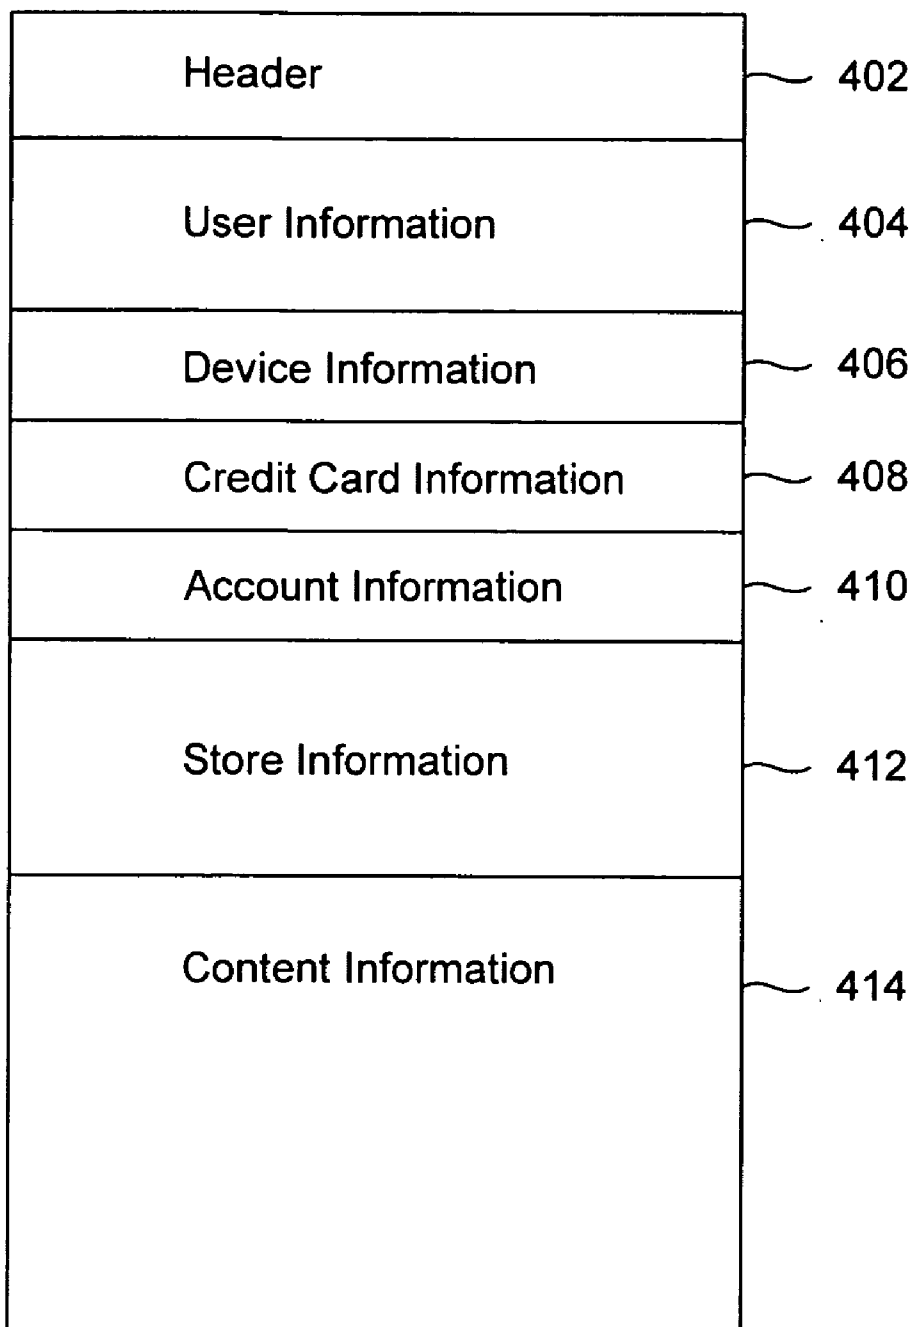 Header 402
User Information 404
Device Information 406
Credit Card Information 408
Account Information 410
Store Information 412
Content Information 414